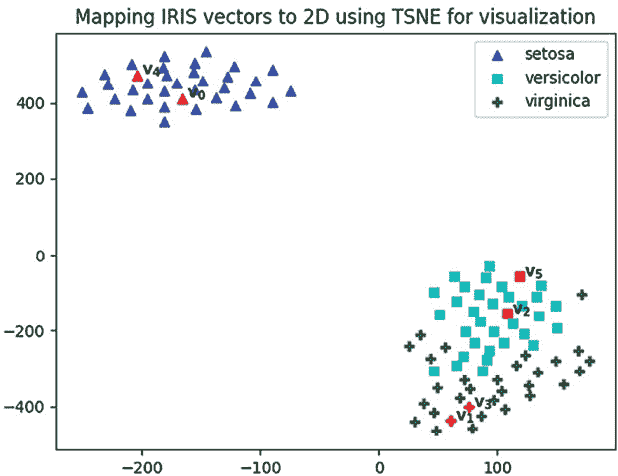 Mapping IRIS vectors to 2D using TSNE for visualization
setosa
versicolor
virginica
v4
v0
v5
v2
v3
v1
400
200
0
−200
−400
−200
−100
0
100